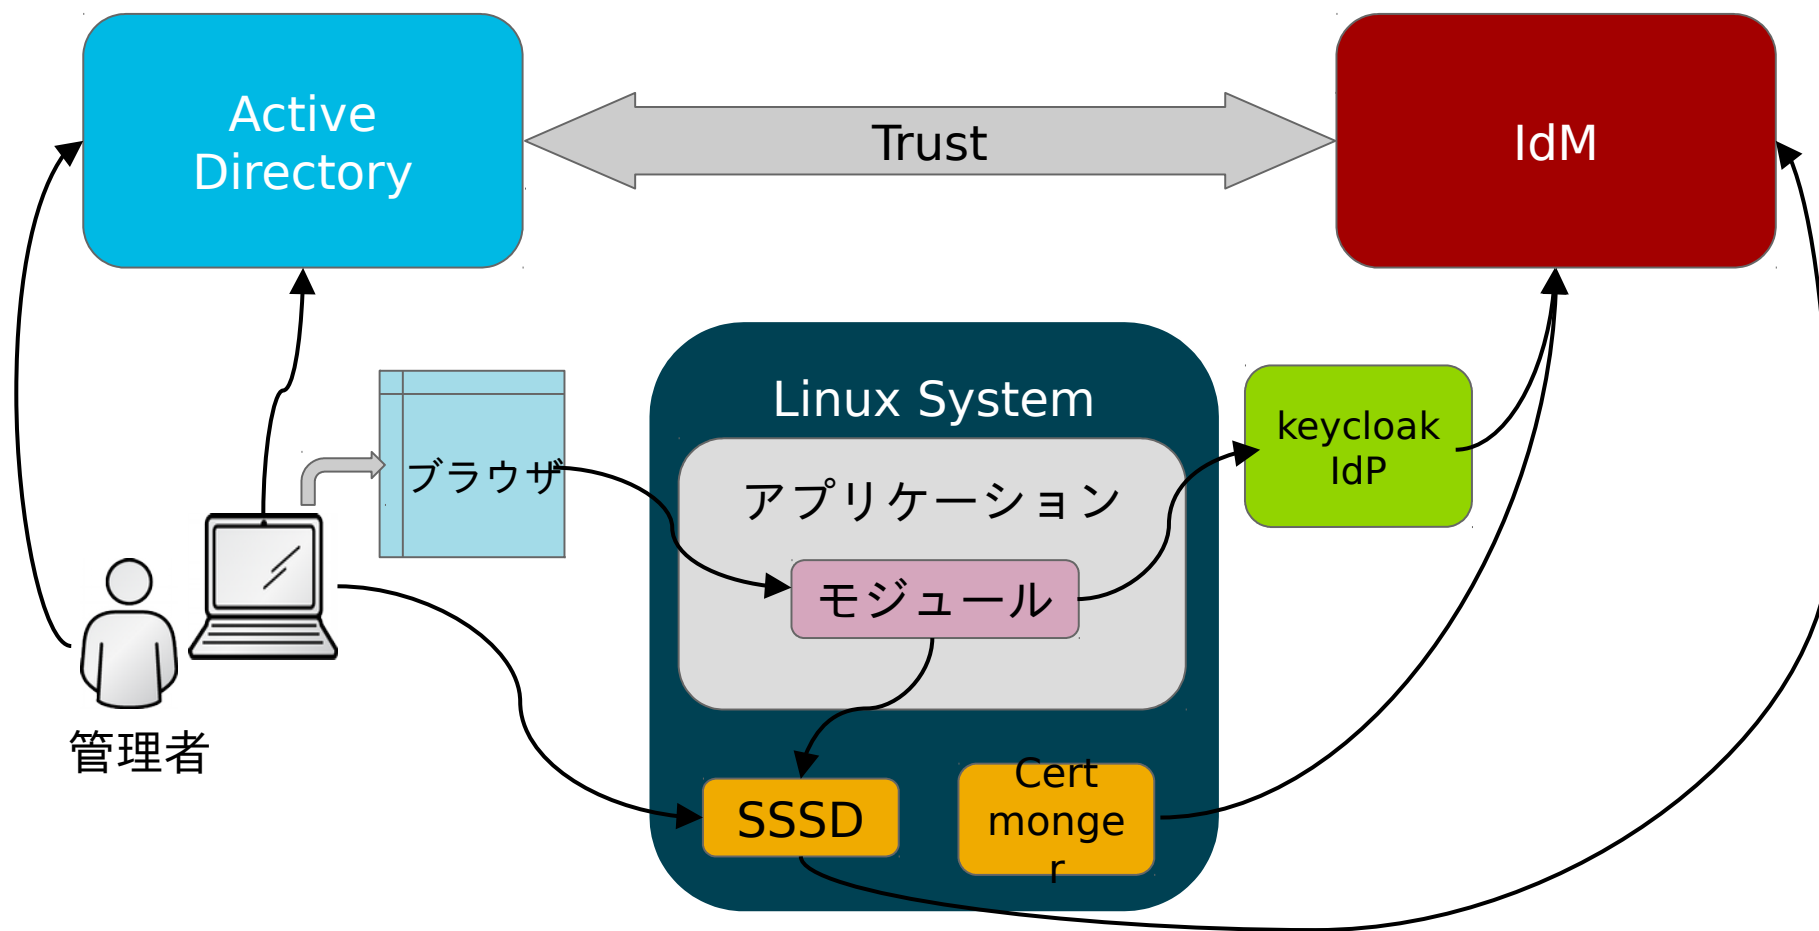 Active
Directory
Trust
IdM
Linux System
keycloak
IdP
ブラウザ
アプリケーション
モジュール
管理者
SSSD
Cert
monge
r